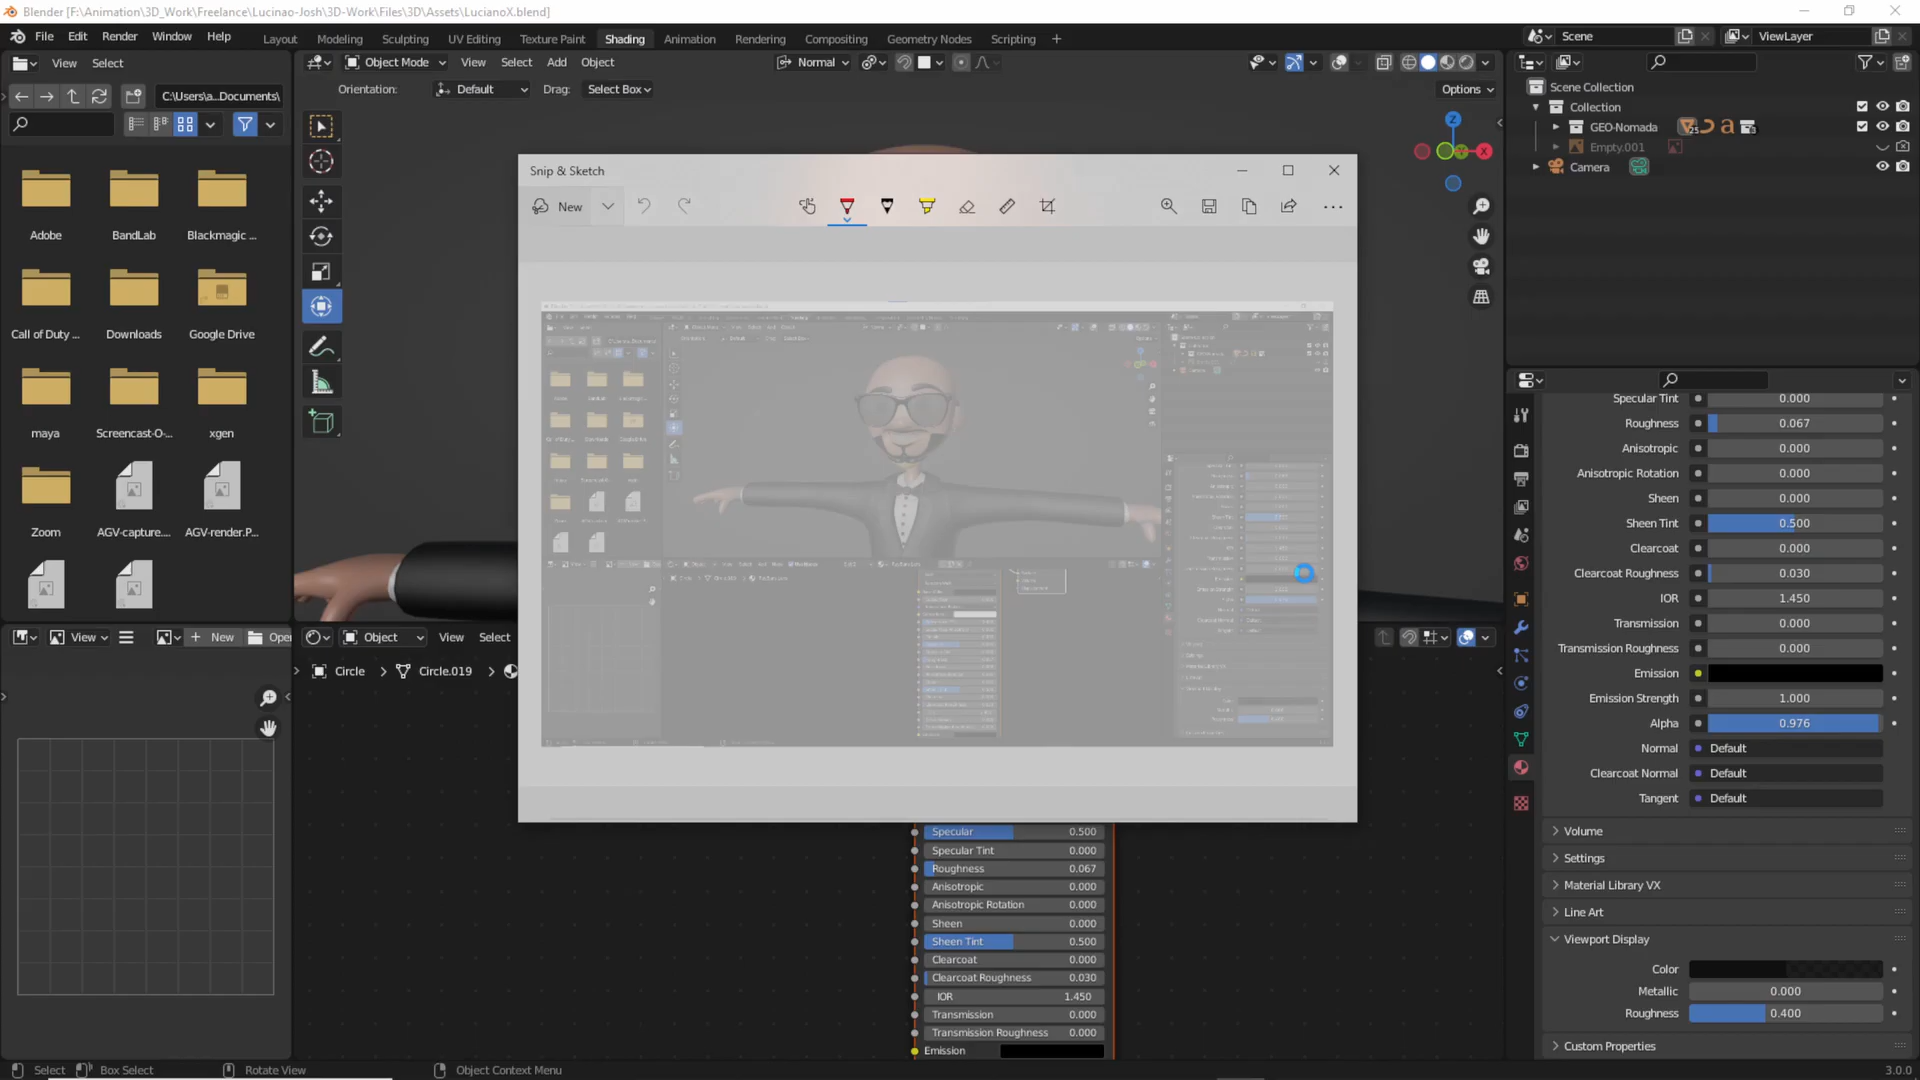 Blender [F:\Animation\3D_Work\Freelance\Lucinao-Josh\3D-Work\Files\3D\Assets\LucianoX.blend]
File Edit Render Window Help
Layout Modeling Sculpting UV Editing Texture Paint Shading Animation Rendering Compositing Geometry Nodes Scripting +
Scene
ViewLayer
View Select
Object Mode View Select Add Object
Normal
C:\Users\a...Documents\
Orientation: Default Drag: Select Box
Options
Adobe BandLab Blackmagic ...
Call of Duty ... Downloads Google Drive
maya Screencast-O-... xgen
Zoom AGV-capture.... AGV-render.P...
Z
X
Scene Collection
Collection
GEO-Nomada
Empty.001
Camera
Snip & Sketch
New
Specular Tint 0.000
Roughness 0.067
Anisotropic 0.000
Anisotropic Rotation 0.000
Sheen 0.000
Sheen Tint 0.500
Clearcoat 0.000
Clearcoat Roughness 0.030
IOR 1.450
Transmission 0.000
Transmission Roughness 0.000
Emission
Emission Strength 1.000
Alpha 0.976
Normal Default
Clearcoat Normal Default
Tangent Default
Volume
Settings
Material Library VX
Line Art
Viewport Display
Color
Metallic 0.000
Roughness 0.400
Custom Properties
View New Open
Object View Select
Circle Circle.019
Specular 0.500
Specular Tint 0.000
Roughness 0.067
Anisotropic 0.000
Anisotropic Rotation 0.000
Sheen 0.000
Sheen Tint 0.500
Clearcoat 0.000
Clearcoat Roughness 0.030
IOR 1.450
Transmission 0.000
Transmission Roughness 0.000
Emission
Select Box Select Rotate View Object Context Menu
3.0.0